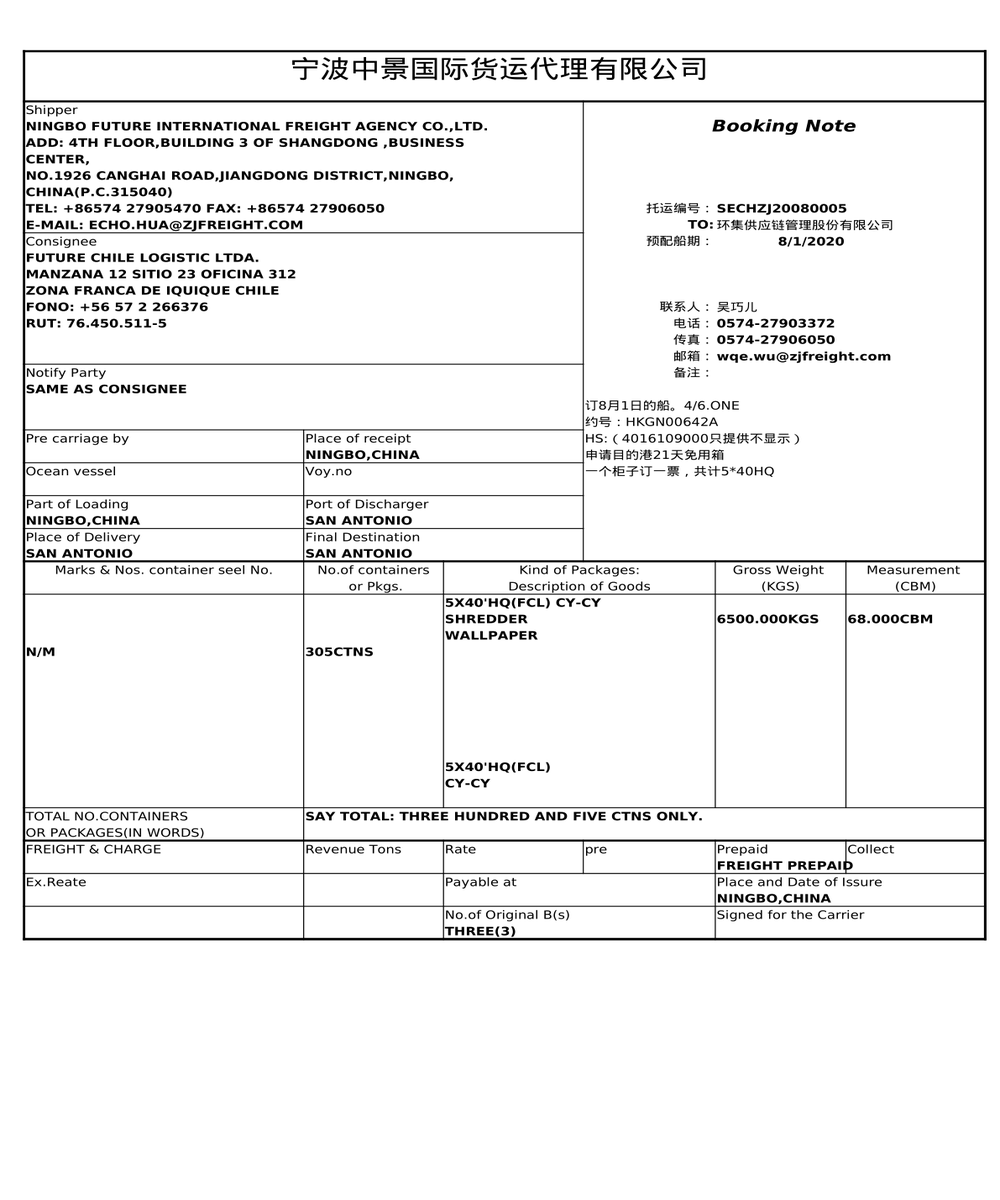 宁波中景国际货运代理有限公司
Shipper
NINGBO FUTURE INTERNATIONAL FREIGHT AGENCY CO.,LTD.
ADD: 4TH FLOOR,BUILDING 3 OF SHANGDONG ,BUSINESS
CENTER,
NO.1926 CANGHAI ROAD,JIANGDONG DISTRICT,NINGBO,
CHINA(P.C.315040)
TEL: +86574 27905470 FAX: +86574 27906050
E-MAIL: ECHO.HUA@ZJFREIGHT.COM
Booking Note
托运编号： SECHZJ20080005
TO: 环集供应链管理股份有限公司
预配船期： 8/1/2020
Consignee
FUTURE CHILE LOGISTIC LTDA.
MANZANA 12 SITIO 23 OFICINA 312
ZONA FRANCA DE IQUIQUE CHILE
FONO: +56 57 2 266376
RUT: 76.450.511-5
联系人： 吴巧儿
电话： 0574-27903372
传真： 0574-27906050
邮箱： wqe.wu@zjfreight.com
备注：
Notify Party
SAME AS CONSIGNEE
订8月1日的船。4/6.ONE
约号：HKGN00642A
HS:（4016109000只提供不显示）
申请目的港21天免用箱
一个柜子订一票，共计5*40HQ
Pre carriage by
Place of receipt
NINGBO,CHINA
Ocean vessel
Voy.no
Part of Loading
NINGBO,CHINA
Port of Discharger
SAN ANTONIO
Place of Delivery
SAN ANTONIO
Final Destination
SAN ANTONIO
Marks & Nos. container seel No.
No.of containers
or Pkgs.
Kind of Packages:
Description of Goods
Gross Weight
(KGS)
Measurement
(CBM)
5X40'HQ(FCL) CY-CY
SHREDDER
WALLPAPER
6500.000KGS
68.000CBM
N/M
305CTNS
5X40'HQ(FCL)
CY-CY
TOTAL NO.CONTAINERS
OR PACKAGES(IN WORDS)
SAY TOTAL: THREE HUNDRED AND FIVE CTNS ONLY.
FREIGHT & CHARGE
Revenue Tons
Rate
pre
Prepaid
FREIGHT PREPAID
Collect
Ex.Reate
Payable at
Place and Date of Issure
NINGBO,CHINA
No.of Original B(s)
THREE(3)
Signed for the Carrier